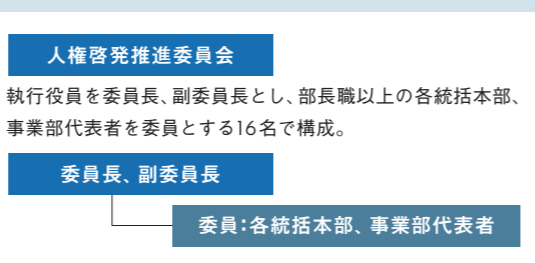 人権啓発推進委員会
執行役員を委員長、副委員長とし、部長職以上の各統括本部、
事業部代表者を委員とする16名で構成。
委員長、副委員長
委員：各統括本部、事業部代表者